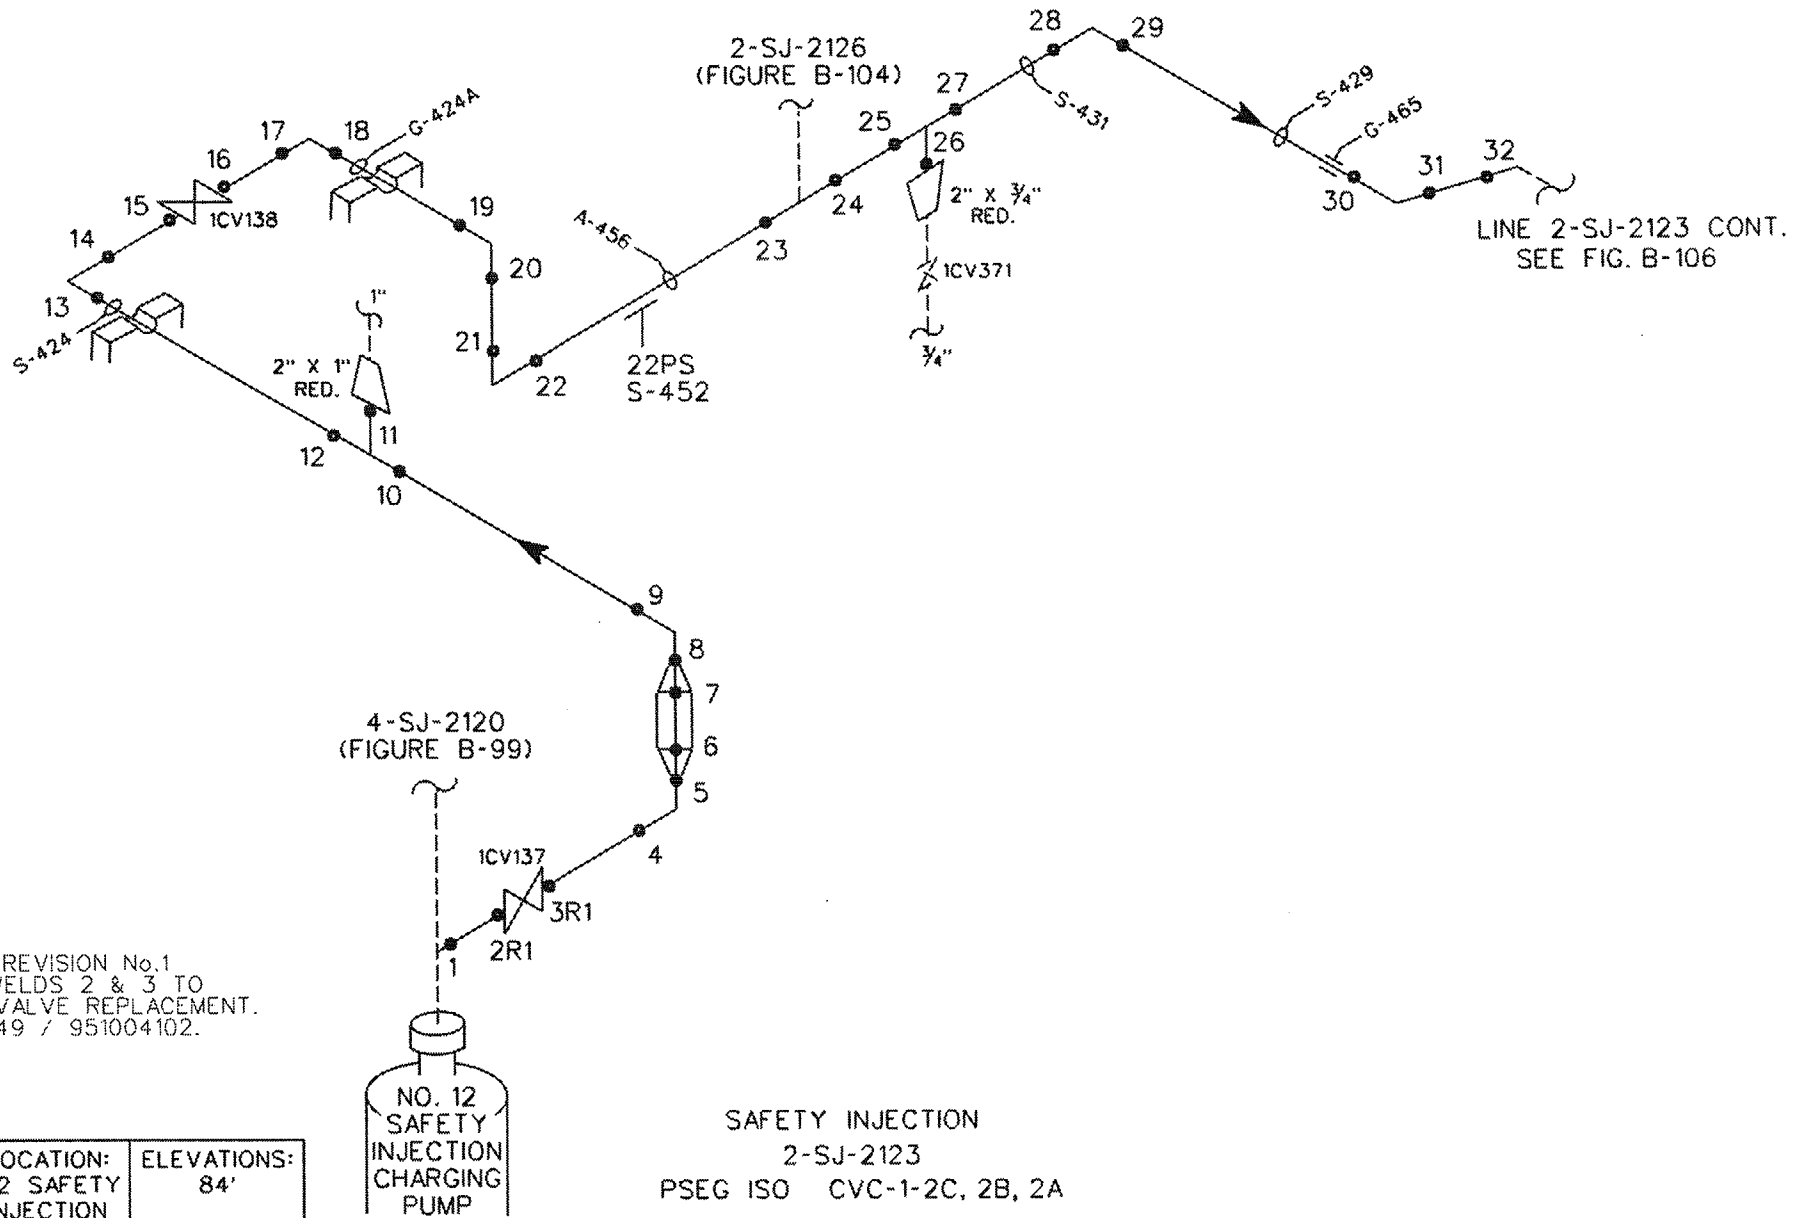 28
29
2-SJ-2126
(FIGURE B-104)
27
S-431
S-429
G-465
17
18
G-424A
25
26
16
32
31
15
1CV138
24
2" X 3/4"
RED.
30
19
A-456
23
LINE 2-SJ-2123 CONT.
SEE FIG. B-106
14
20
1CV371
13
1"
S-424
21
22
22PS
S-452
3/4"
2" X 1"
RED.
11
12
10
9
8
7
4-SJ-2120
(FIGURE B-99)
6
5
1CV137
4
3R1
2R1
1
REVISION No.1
WELDS 2 & 3 TO
VALVE REPLACEMENT.
49 / 951004102.
NO. 12
SAFETY
INJECTION
CHARGING
PUMP
SAFETY INJECTION
2-SJ-2123
PSEG ISO CVC-1-2C, 2B, 2A
OCATION:
2 SAFETY
NJECTION
ELEVATIONS:
84'